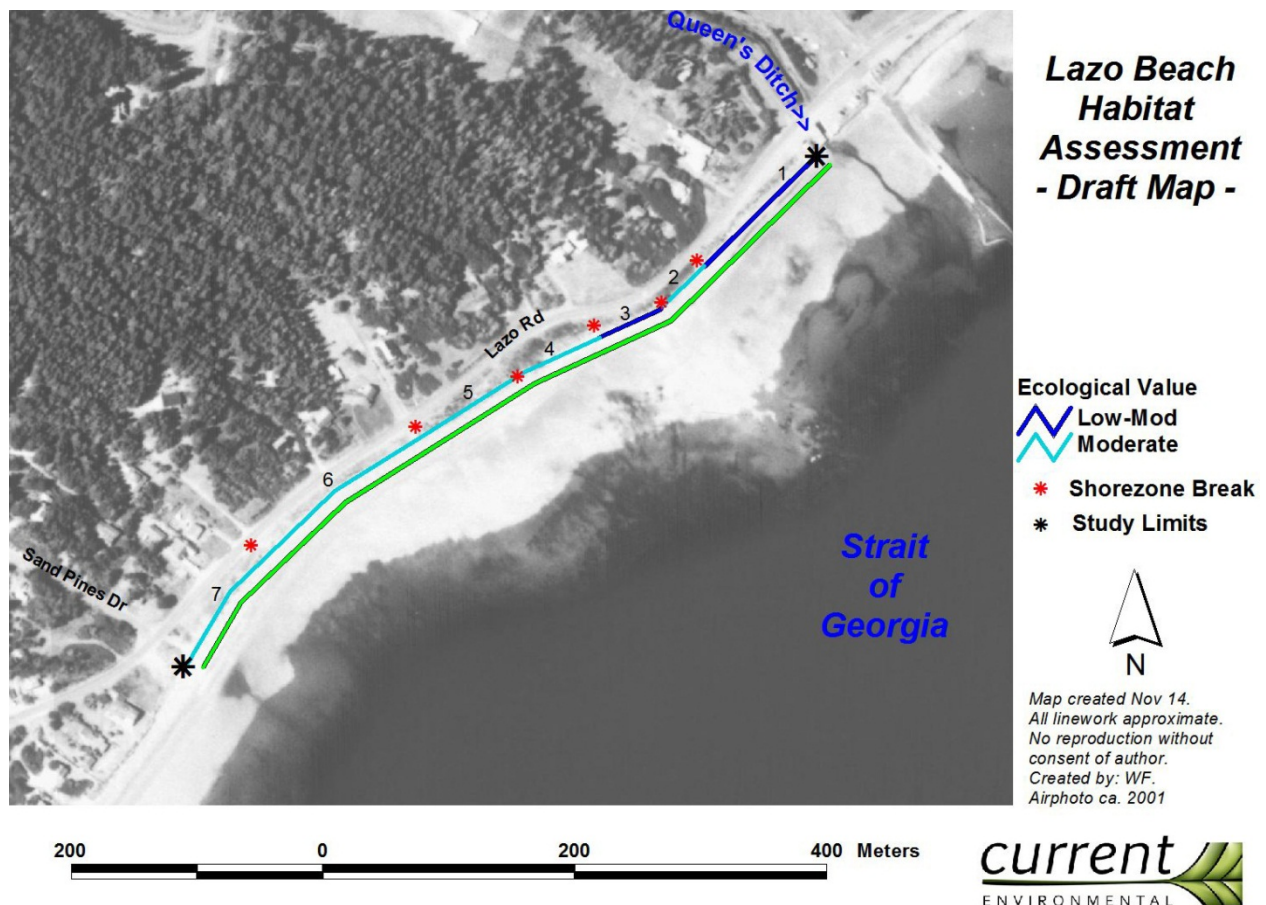 Queen's Ditch>>
Lazo Beach
Habitat
Assessment
- Draft Map -
1
2
3
Lazo Rd
4
5
6
Sand Pines Dr
7
Strait
of
Georgia
Ecological Value
Low-Mod
Moderate
Shorezone Break
Study Limits
N
Map created Nov 14.
All linework approximate.
No reproduction without
consent of author.
Created by: WF.
Airphoto ca. 2001
200 0 200 400 Meters
current
ENVIRONMENTAL